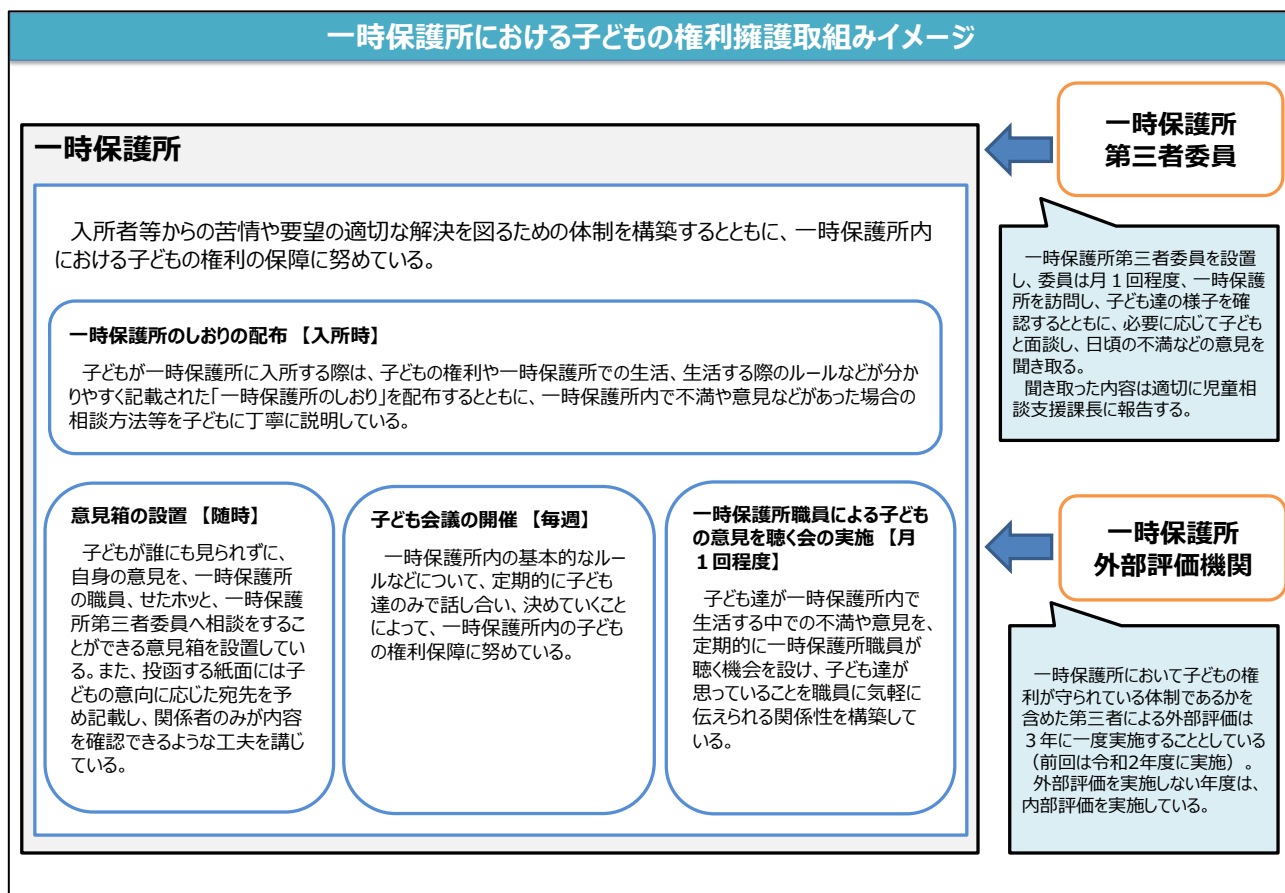 一時保護所における子どもの権利擁護取組みイメージ
一時保護所
入所者等からの苦情や要望の適切な解決を図るための体制を構築するとともに、一時保護所内
における子どもの権利の保障に努めている。
一時保護所のしおりの配布 【入所時】
子どもが一時保護所に入所する際は、子どもの権利や一時保護所での生活、生活する際のルールなどが分か
りやすく記載された「一時保護所のしおり」を配布するとともに、一時保護所内で不満や意見などがあった場合の
相談方法等を子どもに丁寧に説明している。
意見箱の設置 【随時】
子どもが誰にも見られずに、
自身の意見を、一時保護所
の職員、せたホッと、一時保護
所第三者委員へ相談をするこ
とができる意見箱を設置してい
る。また、投函する紙面には子
どもの意向に応じた宛先を予
め記載し、関係者のみが内容
を確認できるような工夫を講じ
ている。
子ども会議の開催 【毎週】
一時保護所内の基本的なルー
ルなどについて、定期的に子ども
達のみで話し合い、決めていくこと
によって、一時保護所内の子ども
の権利保障に努めている。
一時保護所職員による子ども
の意見を聴く会の実施 【月
１回程度】
子ども達が一時保護所内で
生活する中での不満や意見を、
定期的に一時保護所職員が
聴く機会を設け、子ども達が
思っていることを職員に気軽に
伝えられる関係性を構築して
いる。
一時保護所
第三者委員
一時保護所第三者委員を設置
し、委員は月１回程度、一時保護
所を訪問し、子ども達の様子を確
認するとともに、必要に応じて子ども
と面談し、日頃の不満などの意見を
聞き取る。
聞き取った内容は適切に児童相
談支援課長に報告する。
一時保護所
外部評価機関
一時保護所において子どもの権
利が守られている体制であるかを
含めた第三者による外部評価は
３年に一度実施することとしている
（前回は令和2年度に実施）。
外部評価を実施しない年度は、
内部評価を実施している。